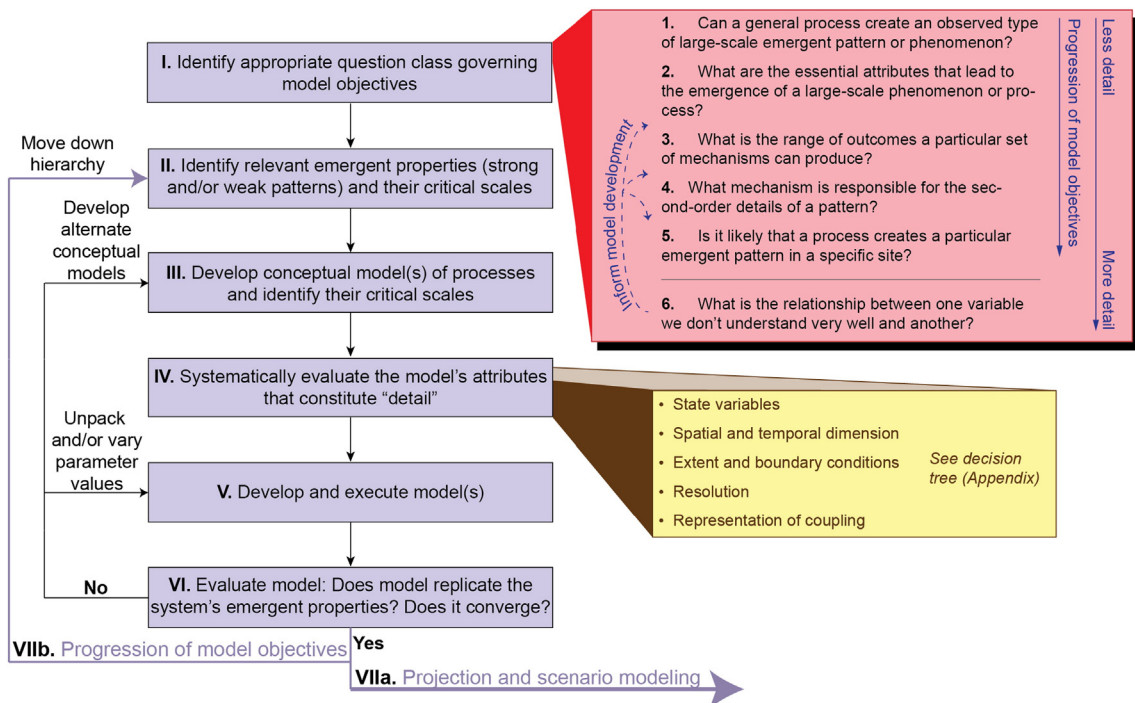 I. Identify appropriate question class governing
model objectives
Move down
hierarchy
II. Identify relevant emergent properties (strong
and/or weak patterns) and their critical scales
Develop
alternate
conceptual
models
III. Develop conceptual model(s) of processes
and identify their critical scales
IV. Systematically evaluate the model's attributes
that constitute “detail”
Unpack
and/or vary
parameter
values
V. Develop and execute model(s)
VI. Evaluate model: Does model replicate the
system's emergent properties? Does it converge?
No
Yes
VIIb. Progression of model objectives
VIIa. Projection and scenario modeling
1. Can a general process create an observed type
of large-scale emergent pattern or phenomenon?
2. What are the essential attributes that lead to
the emergence of a large-scale phenomenon or pro-
cess?
3. What is the range of outcomes a particular set
of mechanisms can produce?
4. What mechanism is responsible for the sec-
ond-order details of a pattern?
5. Is it likely that a process creates a particular
emergent pattern in a specific site?
6. What is the relationship between one variable
we don't understand very well and another?
Inform model development
Progression of model objectives
Less detail
More detail
• State variables
• Spatial and temporal dimension
• Extent and boundary conditions
• Resolution
• Representation of coupling
See decision
tree (Appendix)